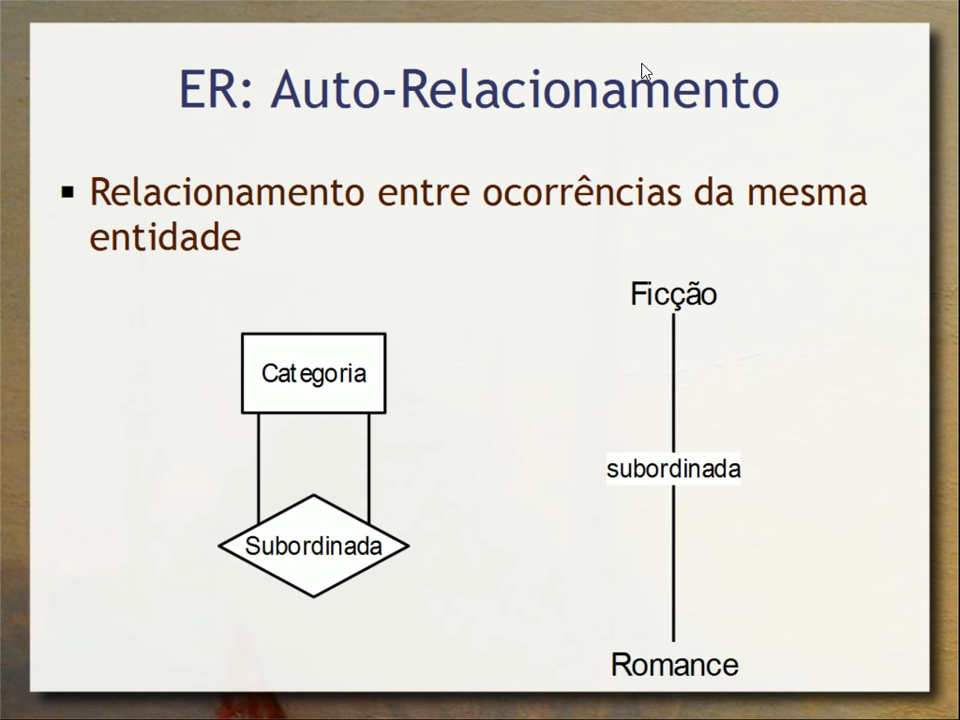 ER: Auto-Relacionamento
Relacionamento entre ocorrências da mesma
entidade
Ficção
Categoria
subordinada
Subordinada
Romance